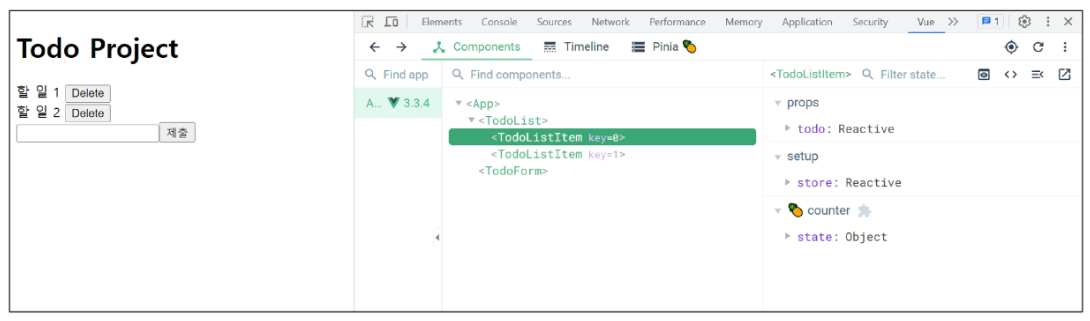 Todo Project
할 일 1 Delete
할 일 2 Delete
제출
Elements Console Sources Network Performance Memory Application Security Vue 1
Components Timeline Pinia
Find app
Find components...
<TodoListItem> Filter state...
A... 3.3.4
<App>
<TodoList>
<TodoListItem key=0>
<TodoListItem key=1>
<TodoForm>
props
todo: Reactive
setup
store: Reactive
counter
state: Object